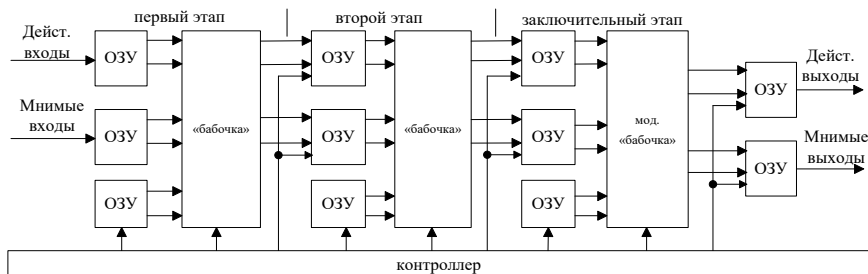 первый этап
второй этап
заключительный этап
Дейст.
входы
ОЗУ
ОЗУ
ОЗУ
Дейст.
выходы
ОЗУ
Мнимые
входы
ОЗУ
«бабочка»
ОЗУ
«бабочка»
ОЗУ
мод.
«бабочка»
Мнимые
выходы
ОЗУ
ОЗУ
ОЗУ
ОЗУ
контроллер